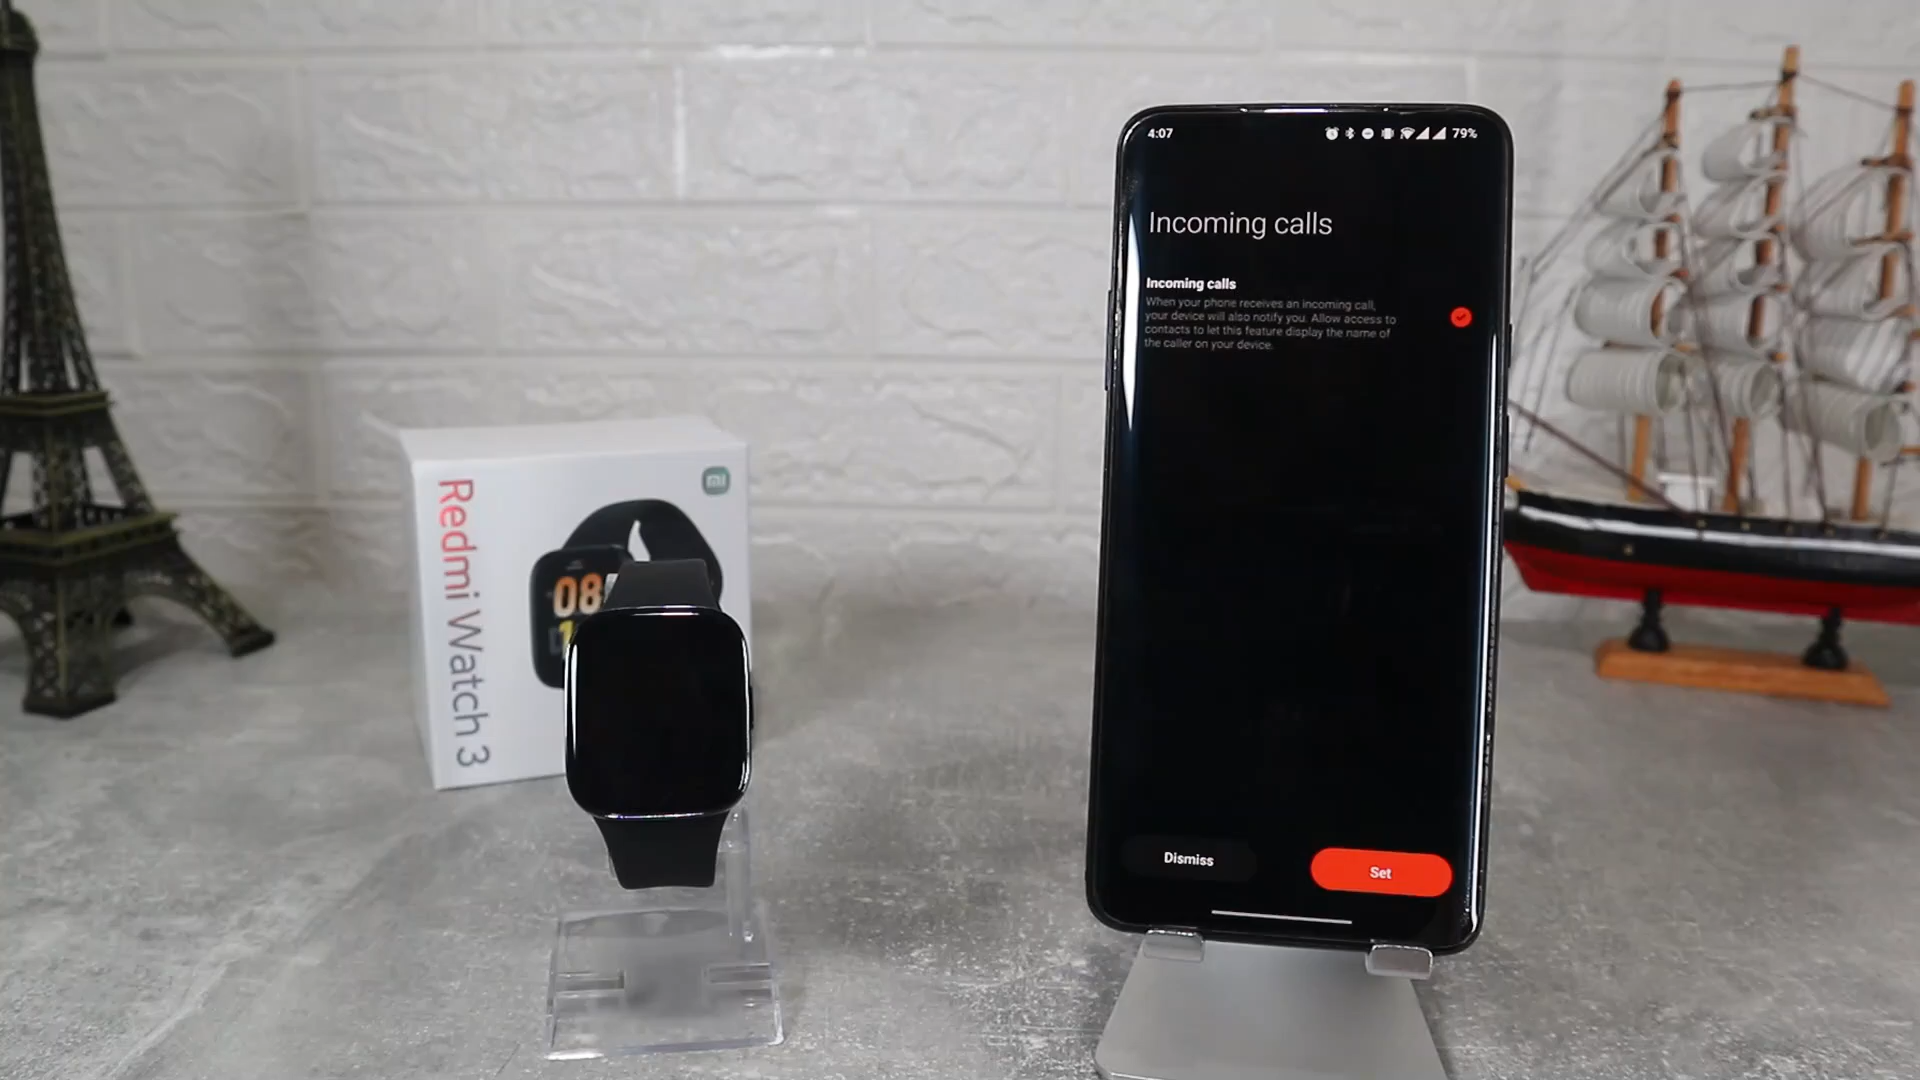 Redmi Watch 3
mi
08
4:07
79%
Incoming calls
Incoming calls
When your phone receives an incoming call,
your device will also notify you. Allow access to
contacts to let this feature display the name of
the caller on your device.
Dismiss
Set